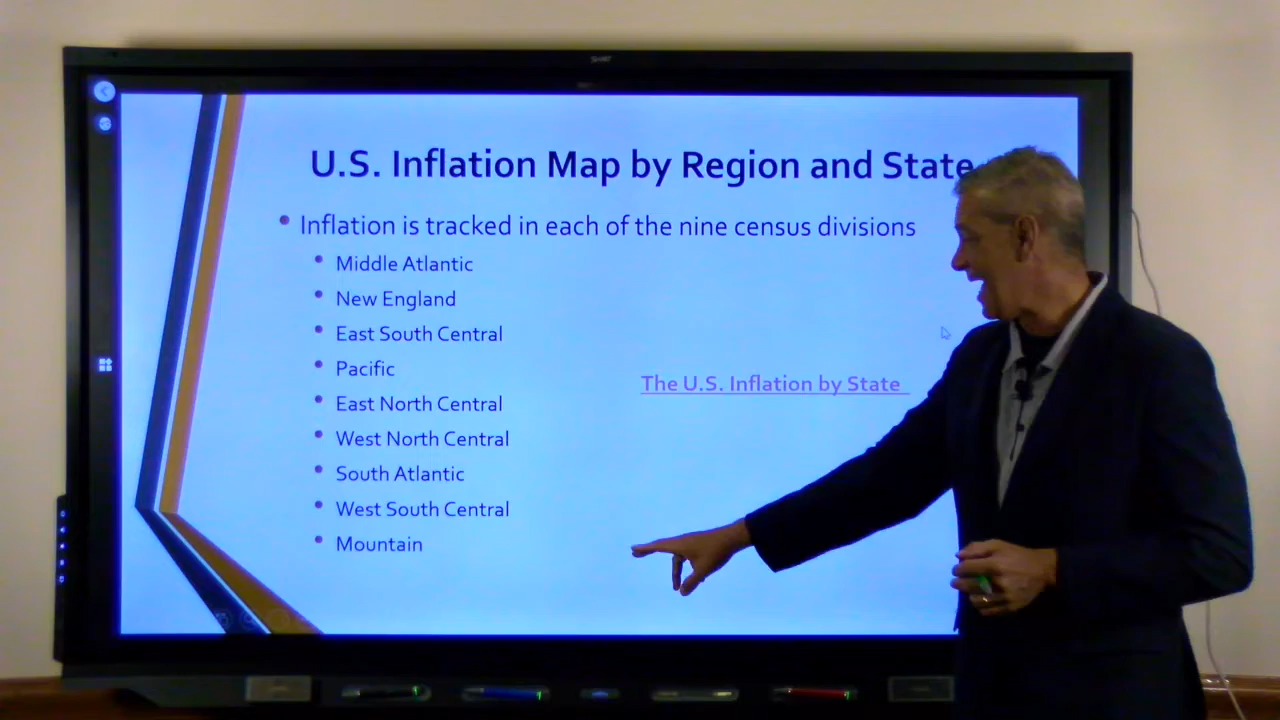 SMART
U.S. Inflation Map by Region and State
Inflation is tracked in each of the nine census divisions
Middle Atlantic
New England
East South Central
Pacific
The U.S. Inflation by State
East North Central
West North Central
South Atlantic
West South Central
Mountain